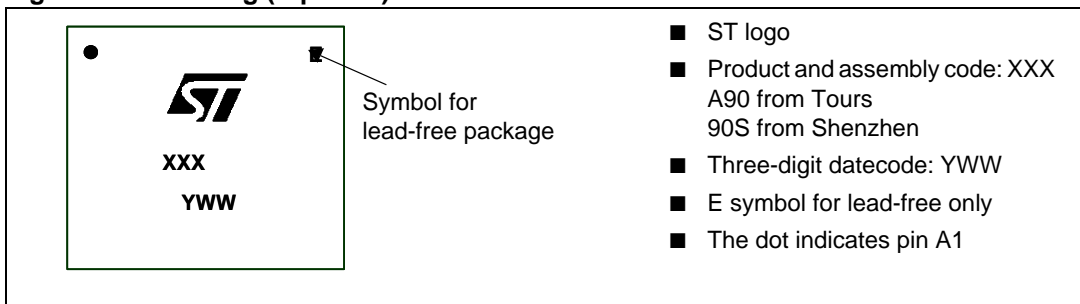 ST
XXX
YWW
Symbol for
lead-free package
■ ST logo
■ Product and assembly code: XXX
A90 from Tours
90S from Shenzhen
■ Three-digit datecode: YWW
■ E symbol for lead-free only
■ The dot indicates pin A1